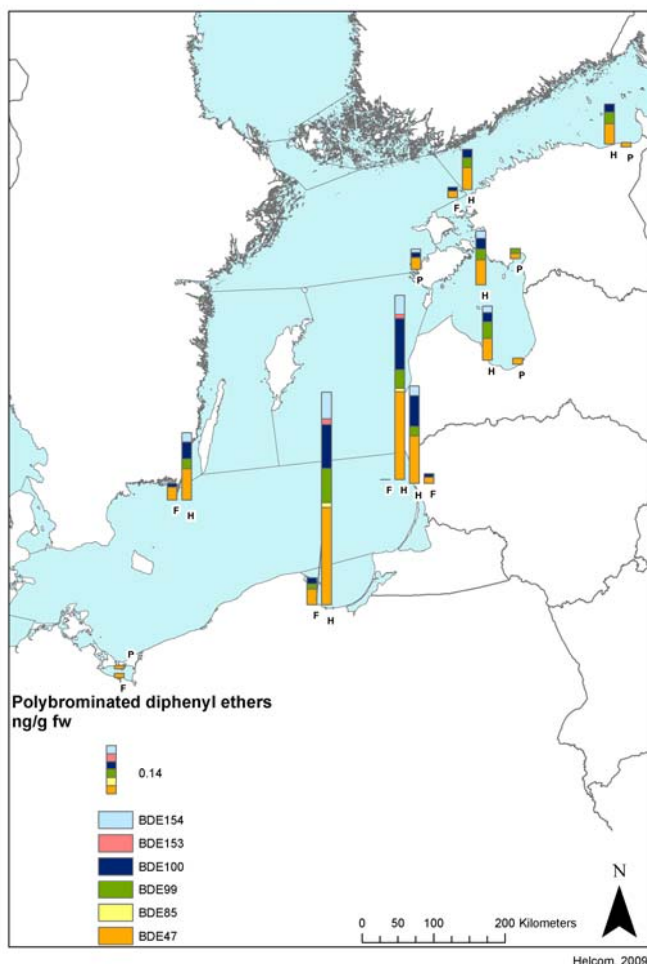 H
P
F
H
P
H
P
H
P
F
H
F
H
H
F
F
H
P
F
Polybrominated diphenyl ethers
ng/g fw
0.14
BDE154
BDE153
BDE100
BDE99
BDE85
BDE47
N
0 50 100 200 Kilometers
Helcom, 2009